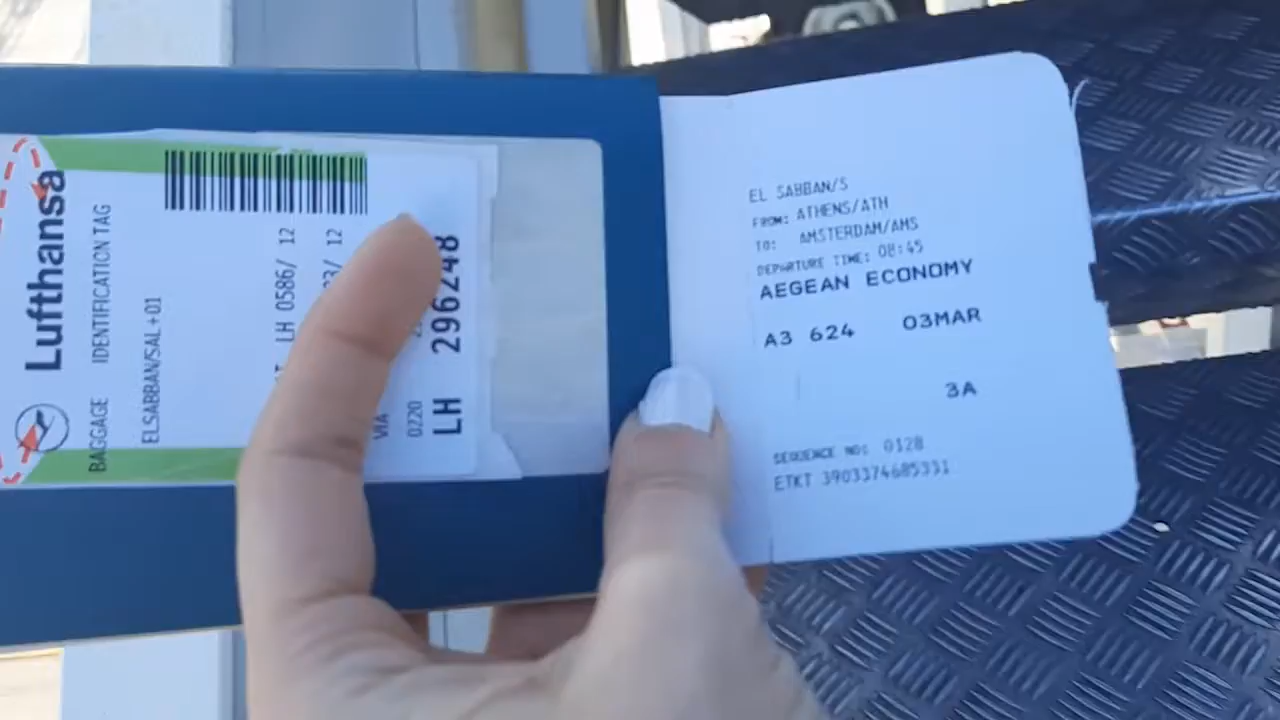 Lufthansa
BAGGAGE IDENTIFICATION TAG
ELSABBAN/SAL+01
LH 0586/ 12
/ 12
VIA
0220
LH 296248
EL SABBAN/S
FROM: ATHENS/ATH
TO: AMSTERDAM/AMS
DEPARTURE TIME: 08:45
AEGEAN ECONOMY
A3 624 03MAR
3A
SEQUENCE NO: 0128
ETKT 3903374685331